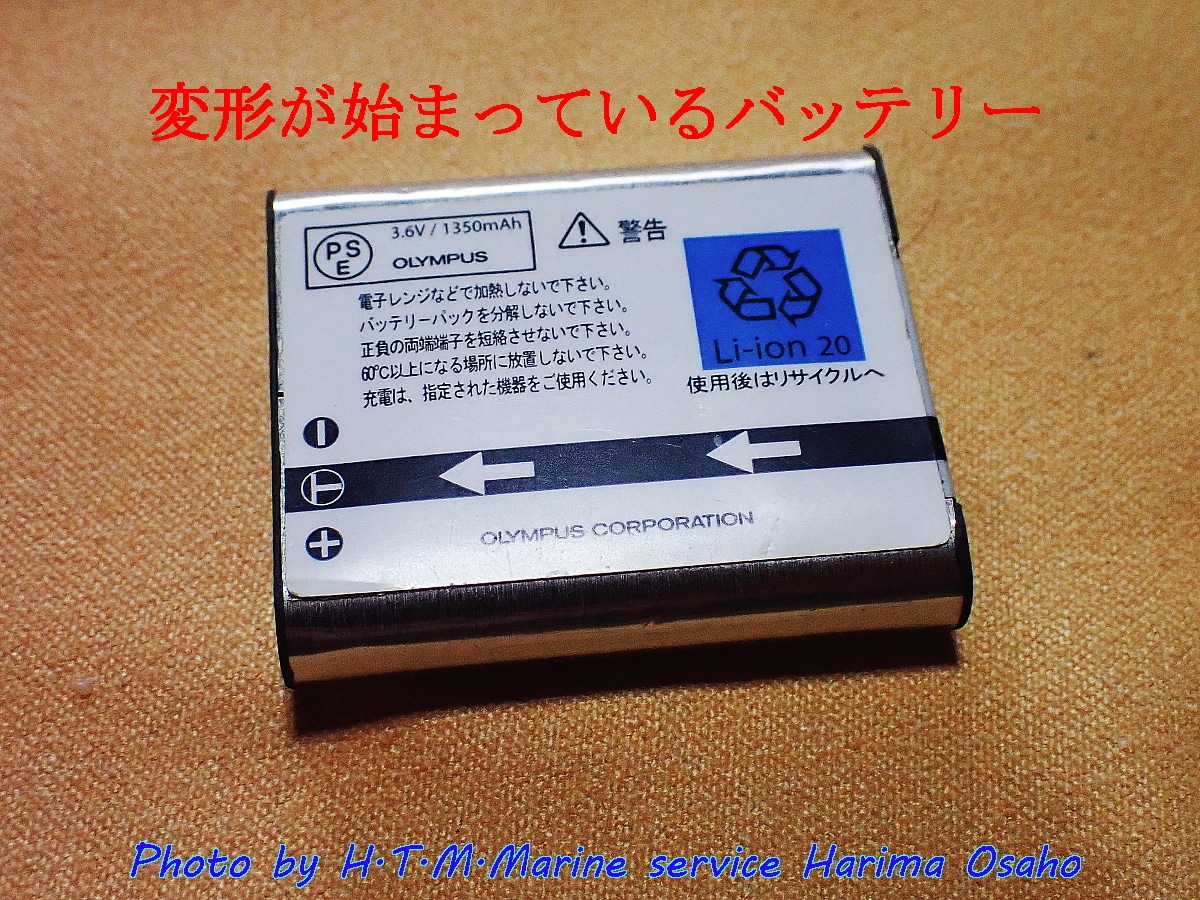 変形が始まっているバッテリー
PS
E
3.6V / 1350mAh
OLYMPUS
警告
電子レンジなどで加熱しないで下さい。
バッテリーパックを分解しないで下さい。
正負の両端端子を短絡させないで下さい。
60℃以上になる場所に放置しないで下さい。
充電は、指定された機器をご使用ください。
Li-ion 20
使用後はリサイクルへ
OLYMPUS CORPORATION
Photo by H・T・M・Marine service Harima Osaho